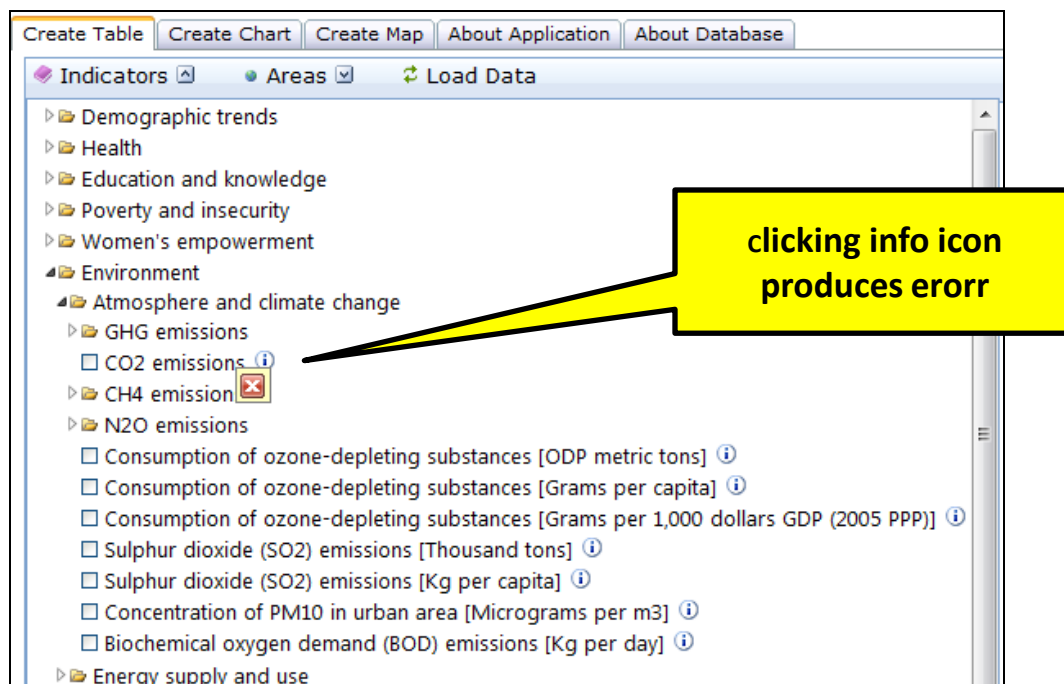 Create Table Create Chart Create Map About Application About Database
Indicators Areas Load Data
Demographic trends
Health
Education and knowledge
Poverty and insecurity
Women's empowerment
Environment
Atmosphere and climate change
GHG emissions
CO2 emissions
CH4 emission
N2O emissions
Consumption of ozone-depleting substances [ODP metric tons]
Consumption of ozone-depleting substances [Grams per capita]
Consumption of ozone-depleting substances [Grams per 1,000 dollars GDP (2005 PPP)]
Sulphur dioxide (SO2) emissions [Thousand tons]
Sulphur dioxide (SO2) emissions [Kg per capita]
Concentration of PM10 in urban area [Micrograms per m3]
Biochemical oxygen demand (BOD) emissions [Kg per day]
Energy supply and use
clicking info icon
produces erorr